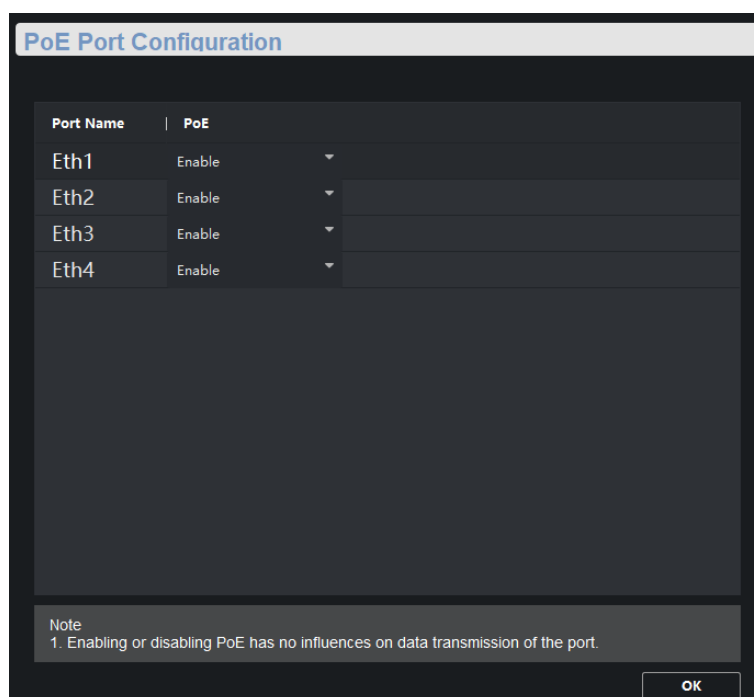 PoE Port Configuration
Port Name | PoE
Eth1 Enable
Eth2 Enable
Eth3 Enable
Eth4 Enable
Note
1. Enabling or disabling PoE has no influences on data transmission of the port.
OK